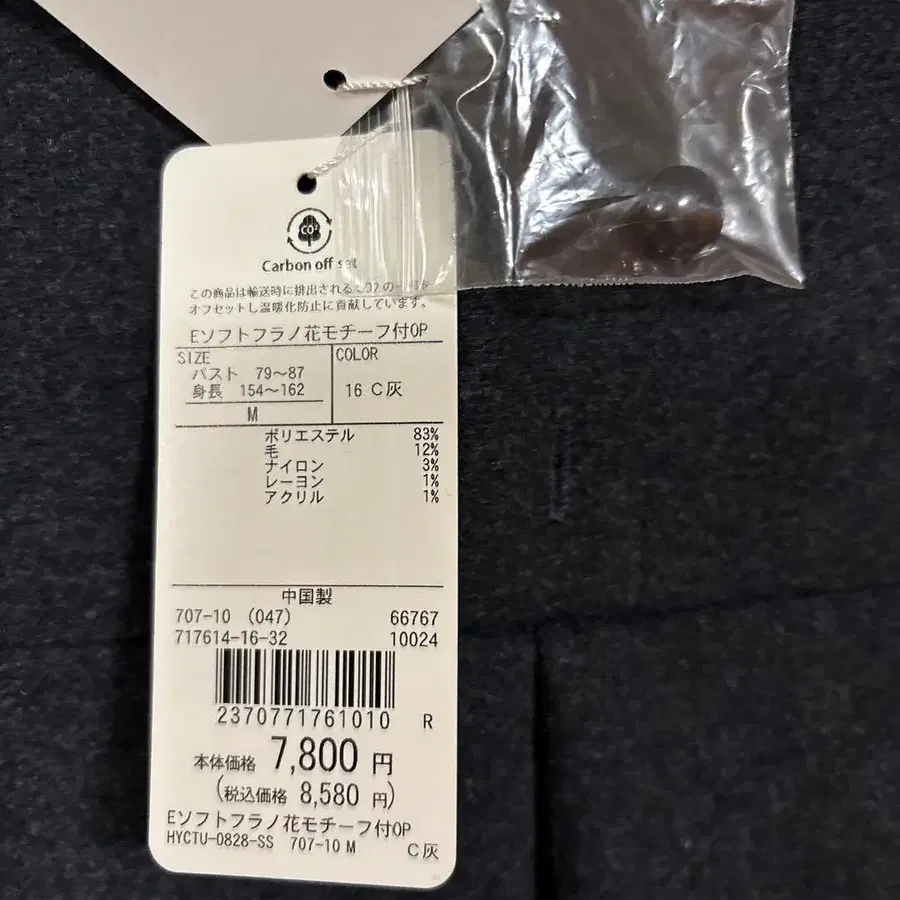 CO²
Carbon off set
この商品は輸送時に排出されるCO2の一部を
オフセットし温暖化防止に貢献しています。
Eソフトフラノ花モチーフ付OP
SIZE COLOR
バスト 79〜87
身長 154〜162 16 C灰
M
ポリエステル 83%
毛 12%
ナイロン 3%
レーヨン 1%
アクリル 1%
中国製
707-10 (047) 66767
717614-16-32 10024
2370771761010 R
本体価格 7,800 円
(税込価格 8,580 円)
Eソフトフラノ花モチーフ付OP
HYCTU-0828-SS 707-10 M C灰